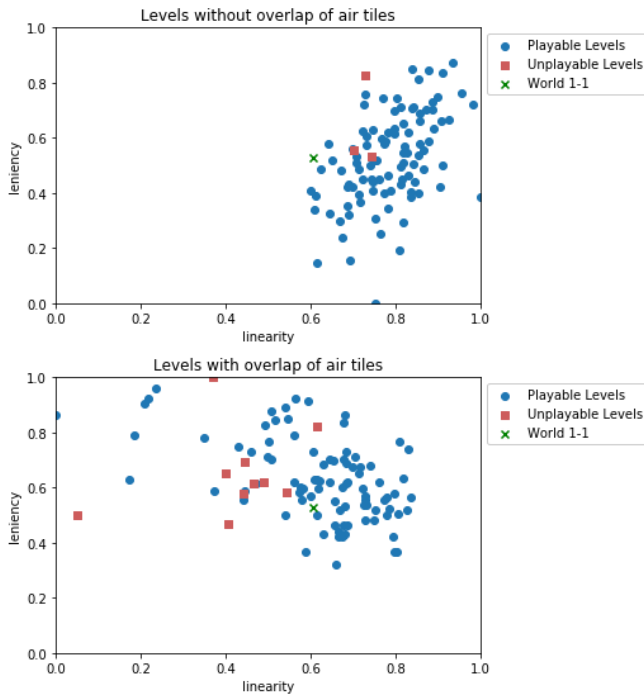 Levels without overlap of air tiles
1.0
0.8
0.6
0.4
0.2
0.0
leniency
0.0 0.2 0.4 0.6 0.8 1.0
linearity
Playable Levels
Unplayable Levels
World 1-1
Levels with overlap of air tiles
1.0
0.8
0.6
0.4
0.2
0.0
leniency
0.0 0.2 0.4 0.6 0.8 1.0
linearity
Playable Levels
Unplayable Levels
World 1-1